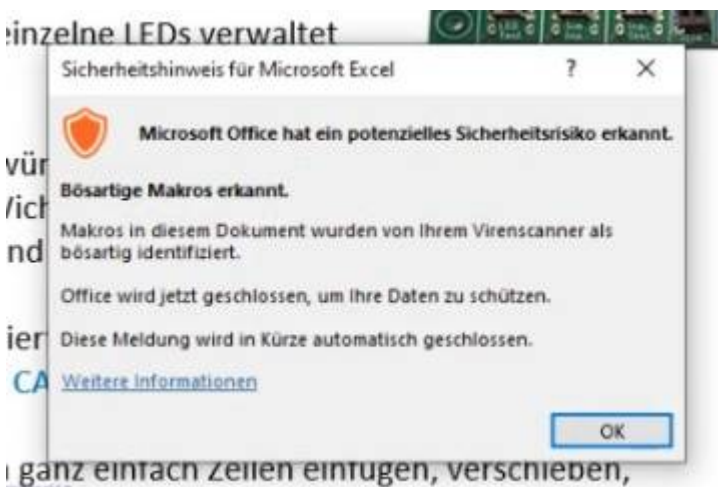 einzelne LEDs verwaltet
Sicherheitshinweis für Microsoft Excel ? X
Microsoft Office hat ein potenzielles Sicherheitsrisiko erkannt.
Bösartige Makros erkannt.
Makros in diesem Dokument wurden von Ihrem Virenscanner als
bösartig identifiziert.
Office wird jetzt geschlossen, um Ihre Daten zu schützen.
Diese Meldung wird in Kürze automatisch geschlossen.
Weitere Informationen
OK
ganz einfach Zeilen einfügen, verschieben,